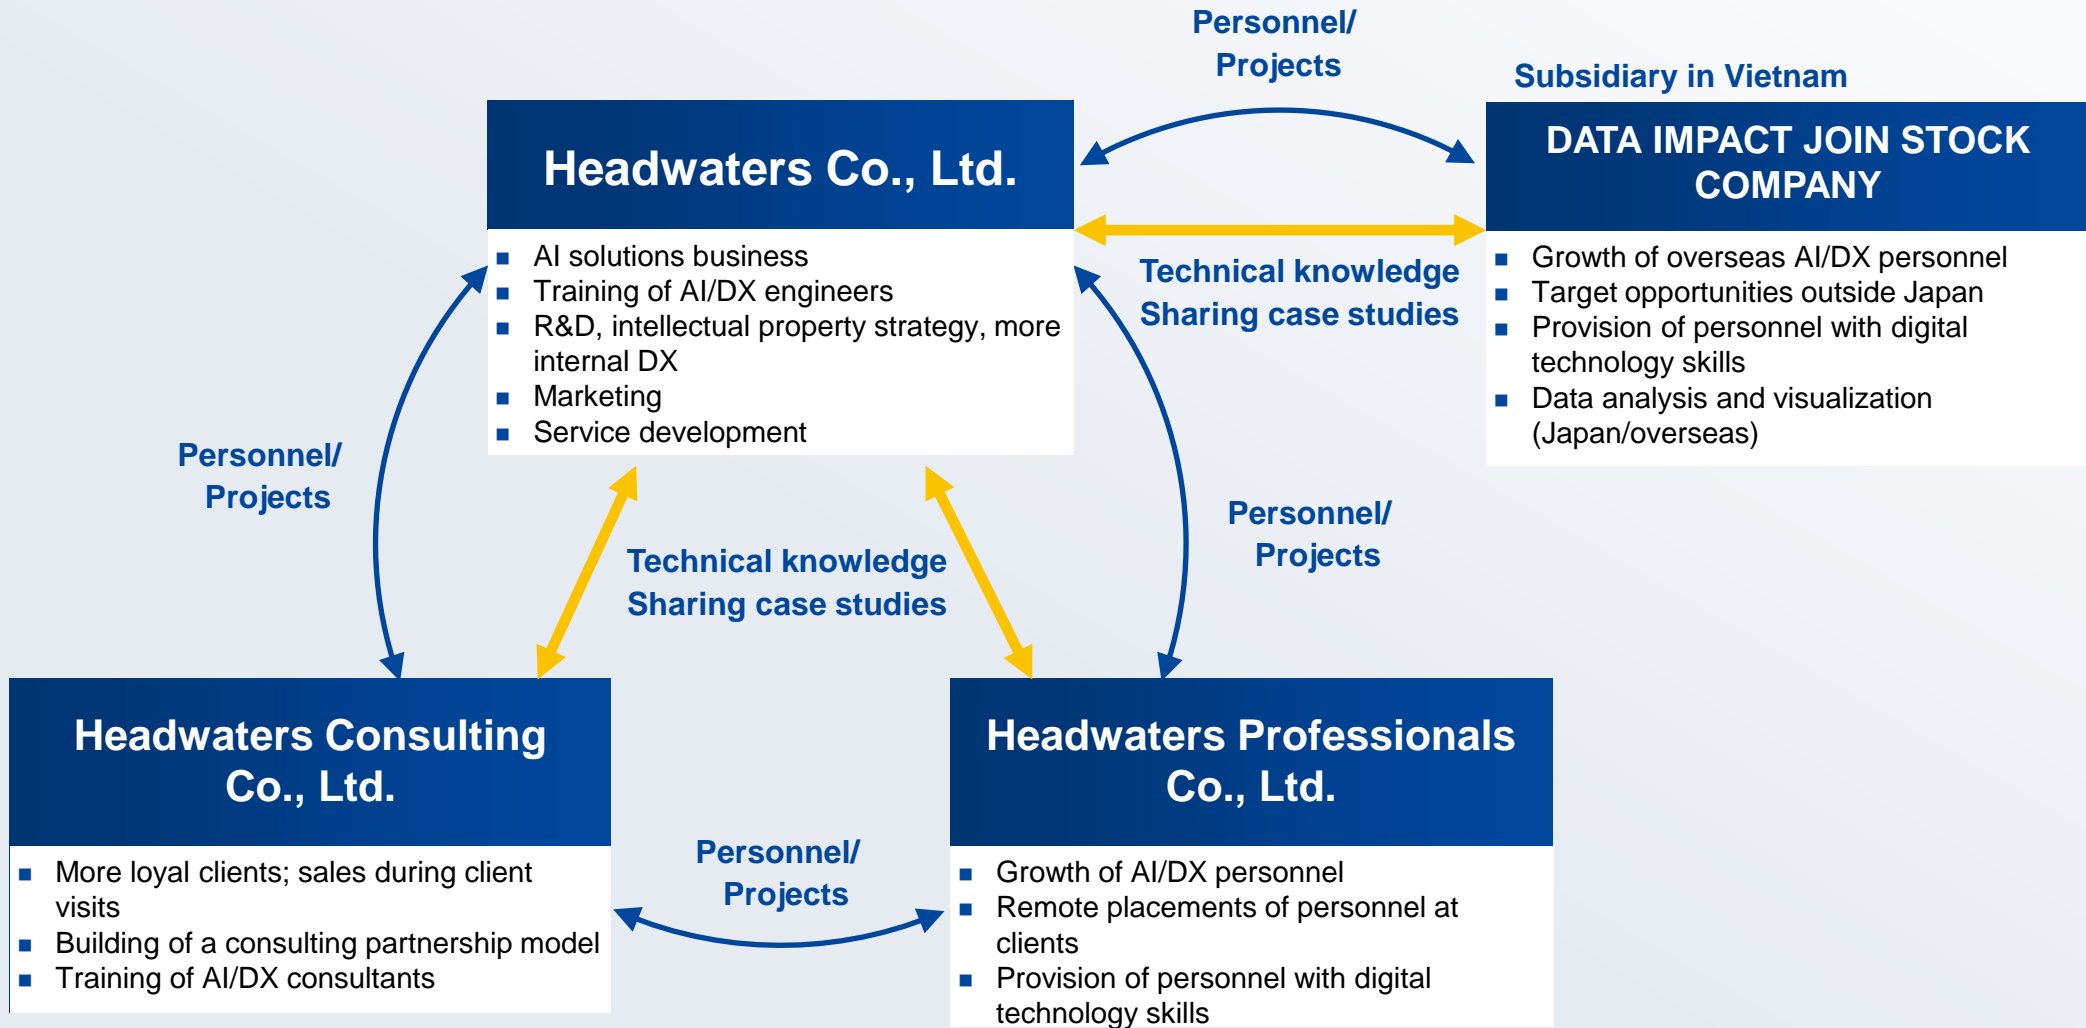 Personnel/
Projects
Subsidiary in Vietnam
Headwaters Co., Ltd.
■ AI solutions business
■ Training of AI/DX engineers
■ R&D, intellectual property strategy, more
internal DX
■ Marketing
■ Service development
DATA IMPACT JOIN STOCK
COMPANY
■ Growth of overseas AI/DX personnel
■ Target opportunities outside Japan
■ Provision of personnel with digital
technology skills
■ Data analysis and visualization
(Japan/overseas)
Technical knowledge
Sharing case studies
Personnel/
Projects
Technical knowledge
Sharing case studies
Personnel/
Projects
Headwaters Consulting
Co., Ltd.
■ More loyal clients; sales during client
visits
■ Building of a consulting partnership model
■ Training of AI/DX consultants
Personnel/
Projects
Headwaters Professionals
Co., Ltd.
■ Growth of AI/DX personnel
■ Remote placements of personnel at
clients
■ Provision of personnel with digital
technology skills